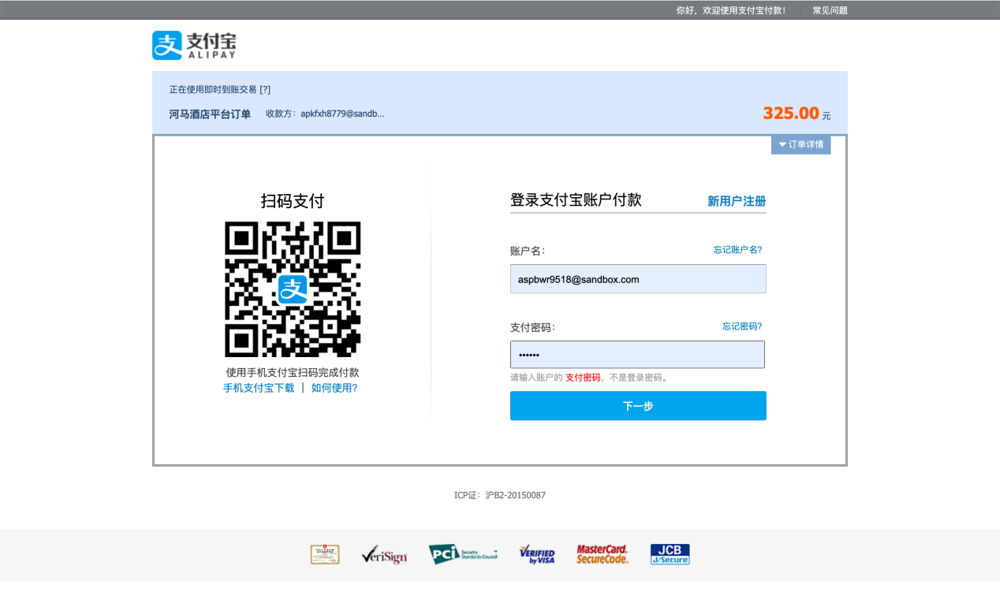 你好，欢迎使用支付宝付款！ 常见问题
支 支付宝
ALIPAY
正在使用即时到账交易 [?]
河马酒店平台订单 收款方：apkfxh8779@sandb... 325.00 元
订单详情
扫码支付
支
使用手机支付宝扫码完成付款
手机支付宝下载 | 如何使用?
登录支付宝账户付款 新用户注册
账户名： 忘记账户名?
aspbwr9518@sandbox.com
支付密码： 忘记密码?
••••••
请输入账户的 支付密码，不是登录密码。
下一步
ICP证：沪B2-20150087
VeriSign
PCI Security Standards Council
VERIFIED by VISA
MasterCard. SecureCode.
JCB J/Secure